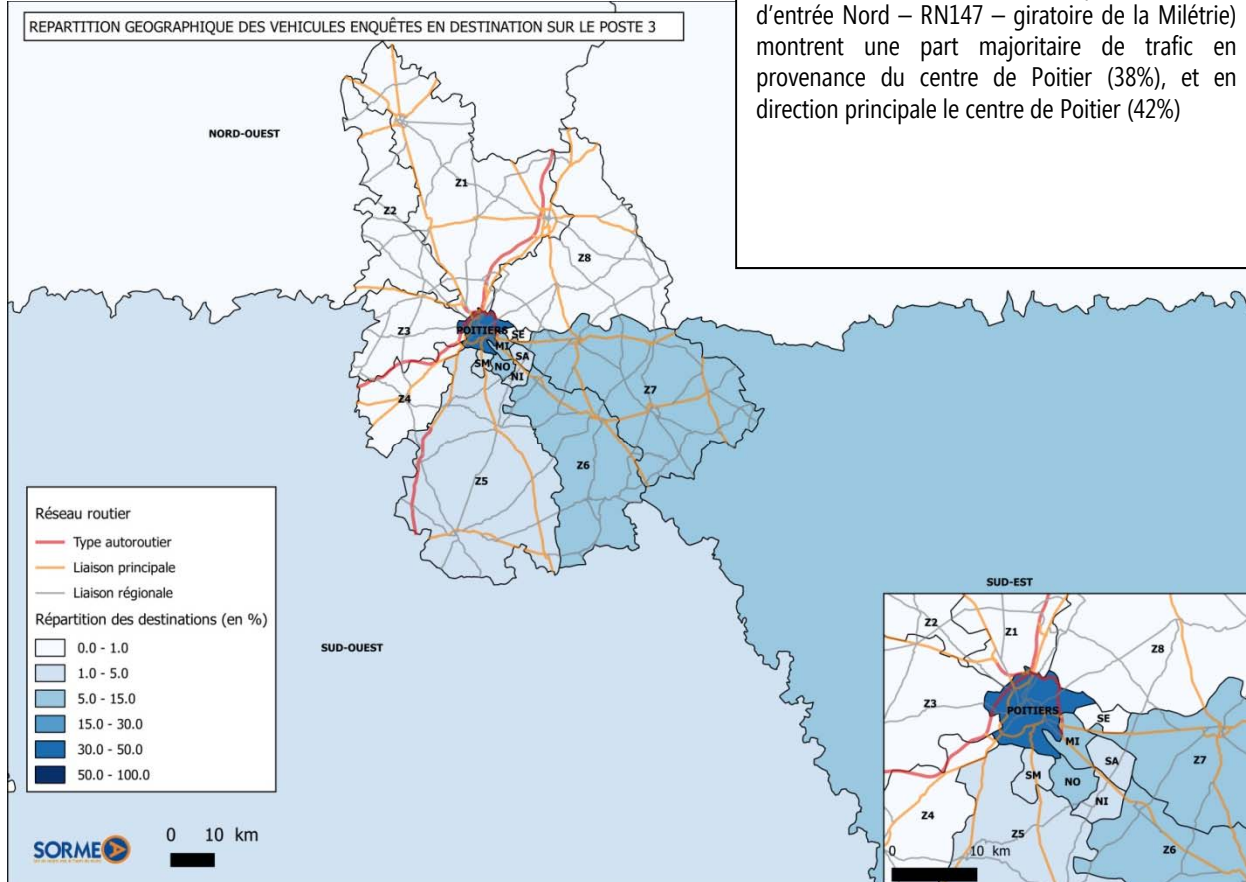 REPARTITION GEOGRAPHIQUE DES VEHICULES ENQUÊTES EN DESTINATION SUR LE POSTE 3
d'entrée Nord – RN147 – giratoire de la Milétrie)
montrent une part majoritaire de trafic en
provenance du centre de Poitier (38%), et en
direction principale le centre de Poitier (42%)
NORD-OUEST
Z1
Z2
Z8
Z3
POITIERS
SE
MI
SA
SM
NO
NI
Z4
Z7
Z5
Z6
SUD-OUEST
SUD-EST
Réseau routier
Type autoroutier
Liaison principale
Liaison régionale
Répartition des destinations (en %)
0.0 - 1.0
1.0 - 5.0
5.0 - 15.0
15.0 - 30.0
30.0 - 50.0
50.0 - 100.0
SORMEA
0 10 km
Z2
Z1
Z8
Z3
POITIERS
SE
MI
SA
Z7
SM
NO
NI
Z4
Z5
Z6
0 10 km